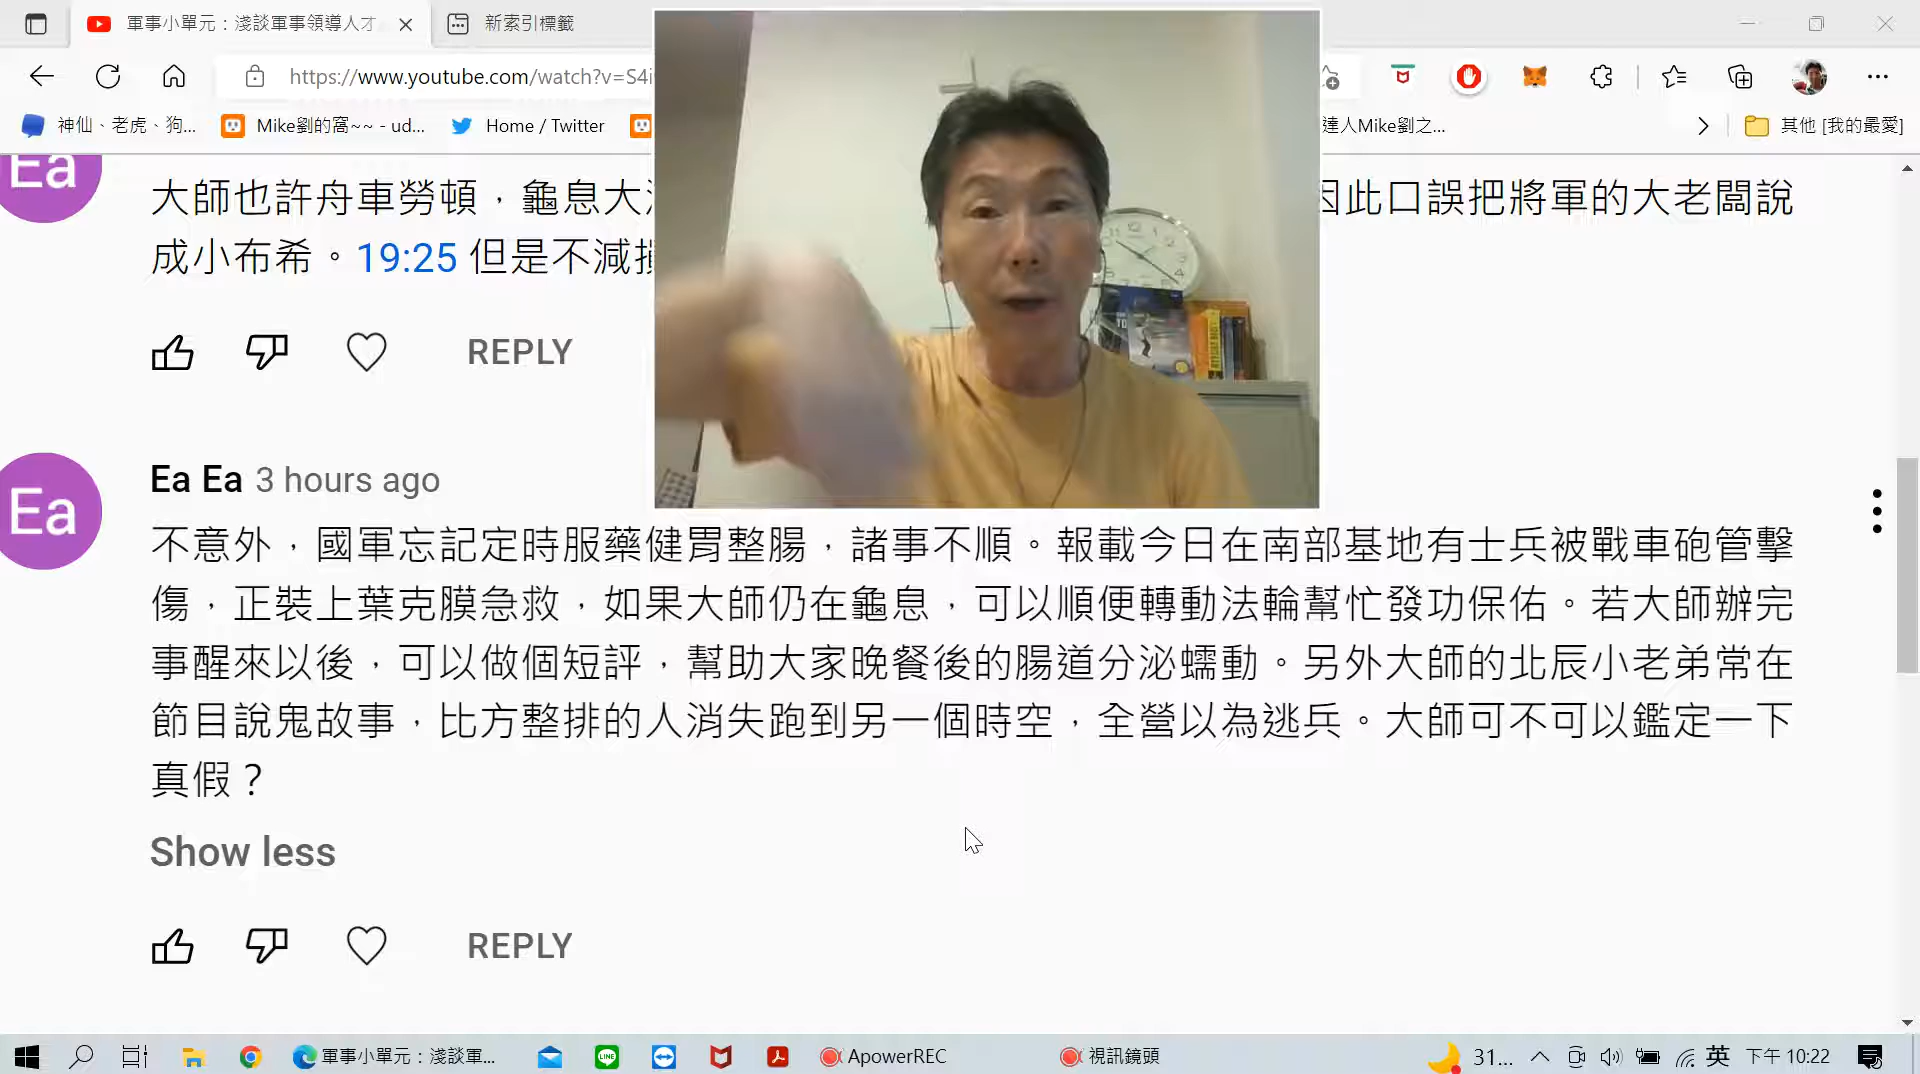 軍事小單元：淺談軍事領導人才
新索引標籤
https://www.youtube.com/watch?v=S4i
神仙、老虎、狗...
Mike劉的窩~~ - ud...
Home / Twitter
達人Mike劉之...
其他 [我的最愛]
Ea
大師也許舟車勞頓，龜息大
因此口誤把將軍的大老闆說
成小布希。19:25 但是不減損
REPLY
Ea Ea 3 hours ago
Ea
不意外，國軍忘記定時服藥健胃整腸，諸事不順。報載今日在南部基地有士兵被戰車砲管擊
傷，正裝上葉克膜急救，如果大師仍在龜息，可以順便轉動法輪幫忙發功保佑。若大師辦完
事醒來以後，可以做個短評，幫助大家晚餐後的腸道分泌蠕動。另外大師的北辰小老弟常在
節目說鬼故事，比方整排的人消失跑到另一個時空，全營以為逃兵。大師可不可以鑑定一下
真假？
Show less
REPLY
軍事小單元：淺談軍...
LINE
ApowerREC
視訊鏡頭
31...
英
下午 10:22